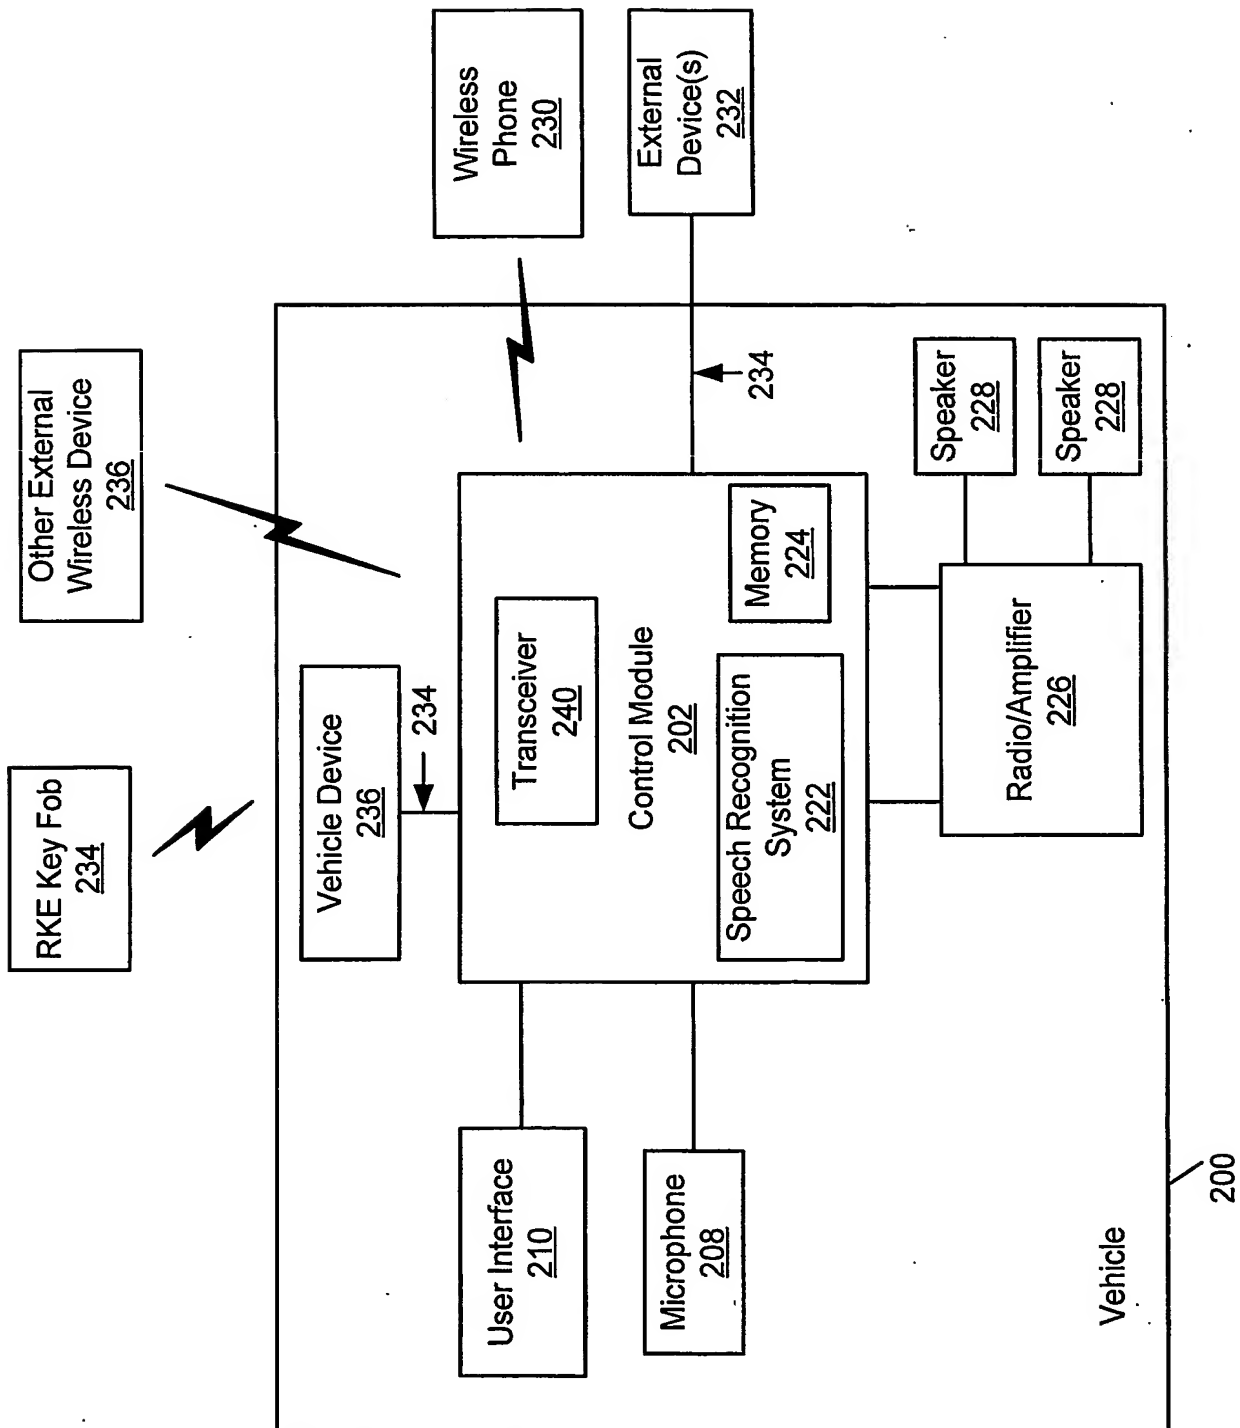 RKE Key Fob
234
Other External
Wireless Device
236
Wireless
Phone
230
External
Device(s)
232
Vehicle Device
236
234
User Interface
210
Microphone
208
Transceiver
240
Control Module
202
Speech Recognition
System
222
Memory
224
234
Radio/Amplifier
226
Speaker
228
Speaker
228
Vehicle
200